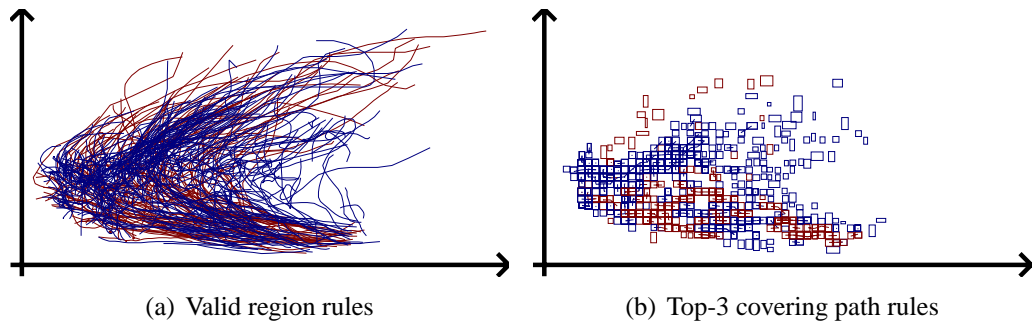 (a) Valid region rules
(b) Top-3 covering path rules